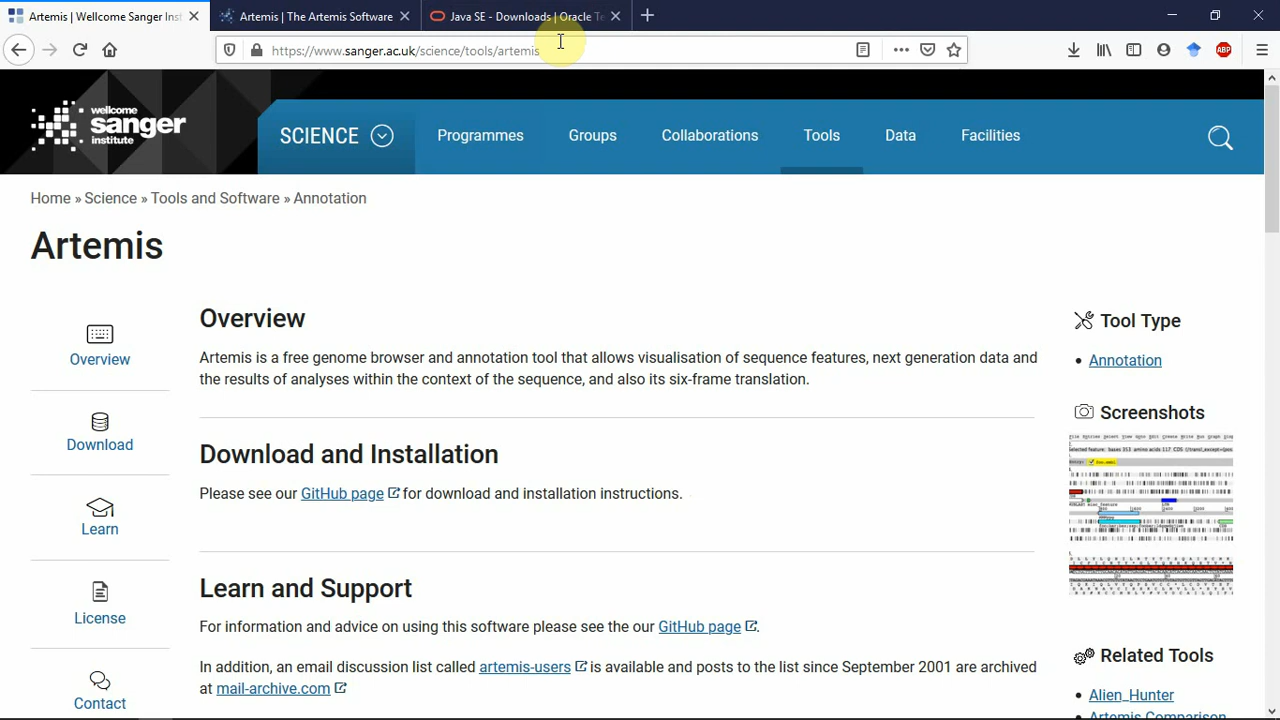 Artemis | Wellcome Sanger Inst
Artemis | The Artemis Software
Java SE - Downloads | Oracle Te
https://www.sanger.ac.uk/science/tools/artemis
ABP
wellcome
sanger
institute
SCIENCE
Programmes
Groups
Collaborations
Tools
Data
Facilities
Home » Science » Tools and Software » Annotation
Artemis
Overview
Download
Learn
License
Contact
Overview
Artemis is a free genome browser and annotation tool that allows visualisation of sequence features, next generation data and
the results of analyses within the context of the sequence, and also its six-frame translation.
Download and Installation
Please see our GitHub page for download and installation instructions.
Learn and Support
For information and advice on using this software please see the our GitHub page .
In addition, an email discussion list called artemis-users is available and posts to the list since September 2001 are archived
at mail-archive.com
Tool Type
• Annotation
Screenshots
Related Tools
• Alien_Hunter
• Artemis Comparison